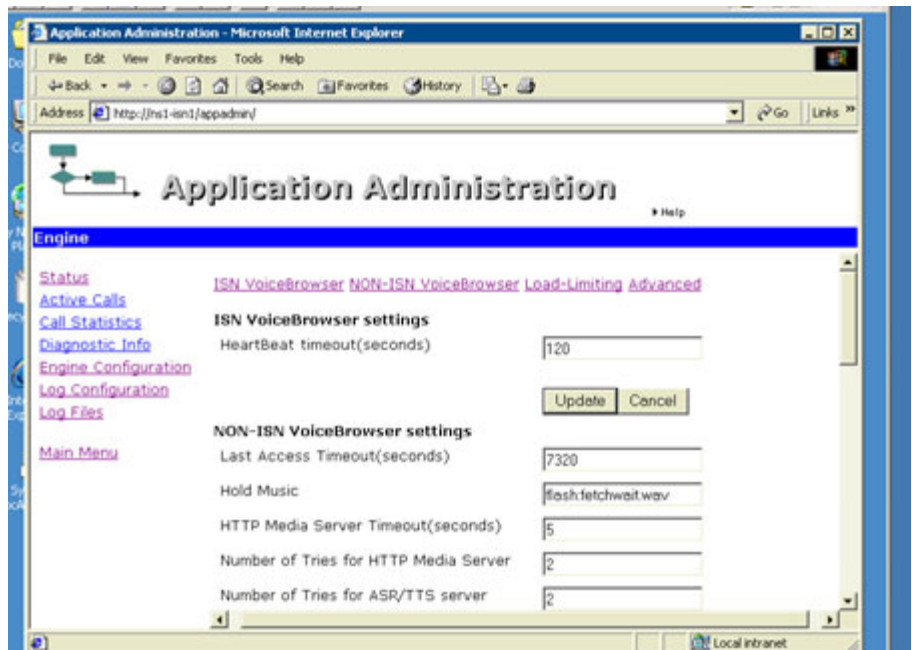 Application Administration - Microsoft Internet Explorer
File Edit View Favorites Tools Help
Back Search Favorites History
Address http://ns1-isn1/appadmin/ Go Links »
Application Administration
Help
Engine
Status
Active Calls
Call Statistics
Diagnostic Info
Engine Configuration
Log Configuration
Log Files
Main Menu
ISN VoiceBrowser NON-ISN VoiceBrowser Load-Limiting Advanced
ISN VoiceBrowser settings
HeartBeat timeout(seconds) 120
Update Cancel
NON-ISN VoiceBrowser settings
Last Access Timeout(seconds) 7320
Hold Music flash:fetchwait.wav
HTTP Media Server Timeout(seconds) 5
Number of Tries for HTTP Media Server 2
Number of Tries for ASR/TTS server 2
Local intranet